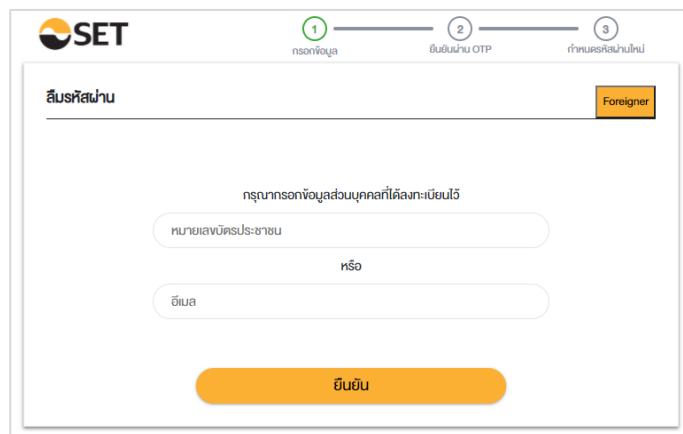 SET
1
2
3
กรอกข้อมูล
ยืนยันผ่าน OTP
กำหนดรหัสผ่านใหม่
ลืมรหัสผ่าน
Foreigner
กรุณากรอกข้อมูลส่วนบุคคลที่ได้ลงทะเบียนไว้
หมายเลขบัตรประชาชน
หรือ
อีเมล
ยืนยัน